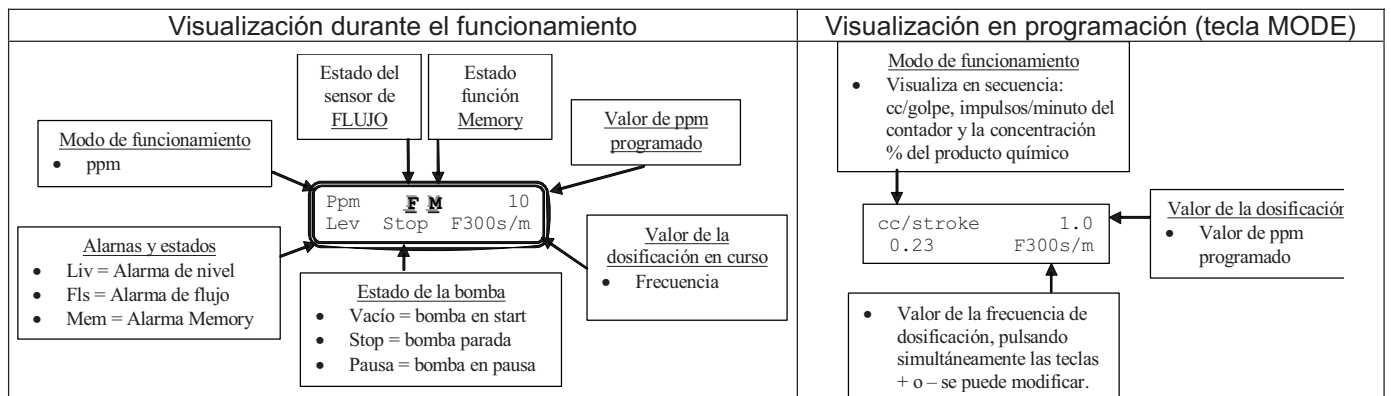 Visualización durante el funcionamiento
Visualización en programación (tecla MODE)
Estado del
sensor de
FLUJO
Estado
función
Memory
Modo de funcionamiento
• ppm
Valor de ppm
programado
Ppm F M 10
Lev Stop F300s/m
Alarnas y estados
• Liv = Alarma de nivel
• Fls = Alarma de flujo
• Mem = Alarma Memory
Estado de la bomba
• Vacío = bomba en start
• Stop = bomba parada
• Pausa = bomba en pausa
Valor de la
dosificación en curso
• Frecuencia
Modo de funcionamiento
• Visualiza en secuencia:
cc/golpe, impulsos/minuto del
contador y la concentración
% del producto químico
cc/stroke 1.0
0.23 F300s/m
Valor de la dosificación
• Valor de ppm
programado
• Valor de la frecuencia de
dosificación, pulsando
simultáneamente las teclas
+ o – se puede modificar.